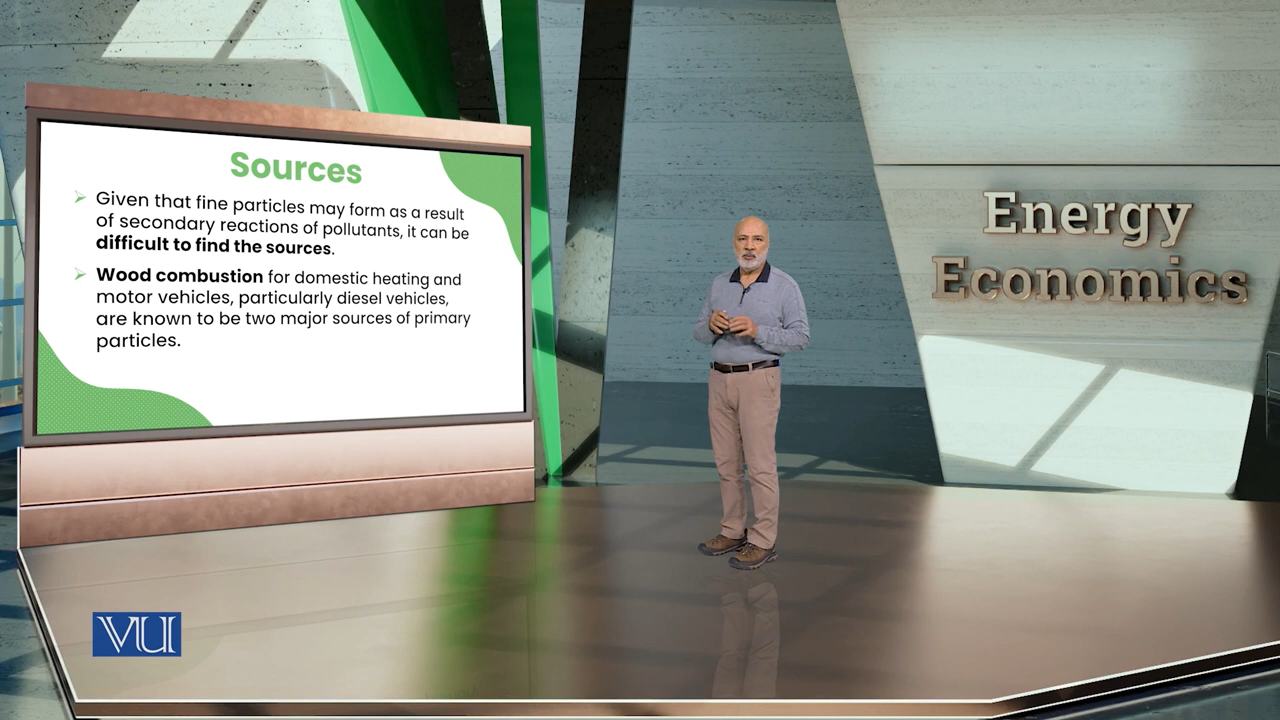 Sources
Given that fine particles may form as a result
of secondary reactions of pollutants, it can be
difficult to find the sources.
Wood combustion for domestic heating and
motor vehicles, particularly diesel vehicles,
are known to be two major sources of primary
particles.
Energy
Economics
VU